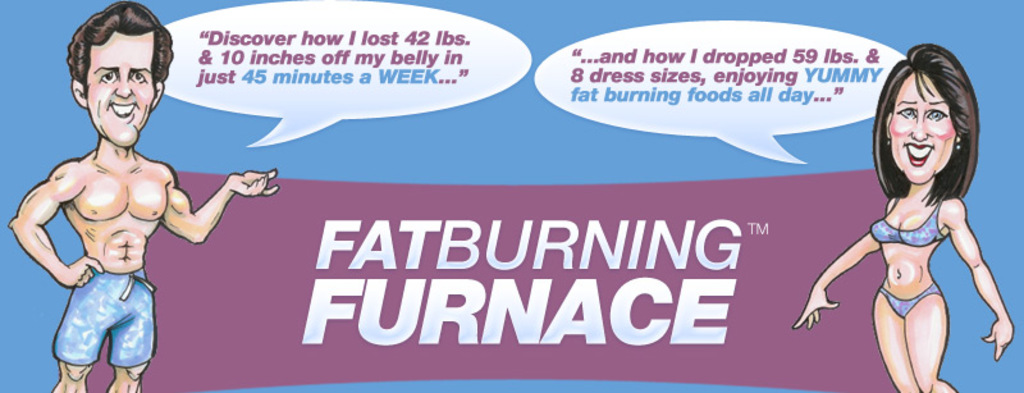 “Discover how I lost 42 lbs.
& 10 inches off my belly in
just 45 minutes a WEEK...”
“...and how I dropped 59 lbs. &
8 dress sizes, enjoying YUMMY
fat burning foods all day...”
FATBURNING™
FURNACE